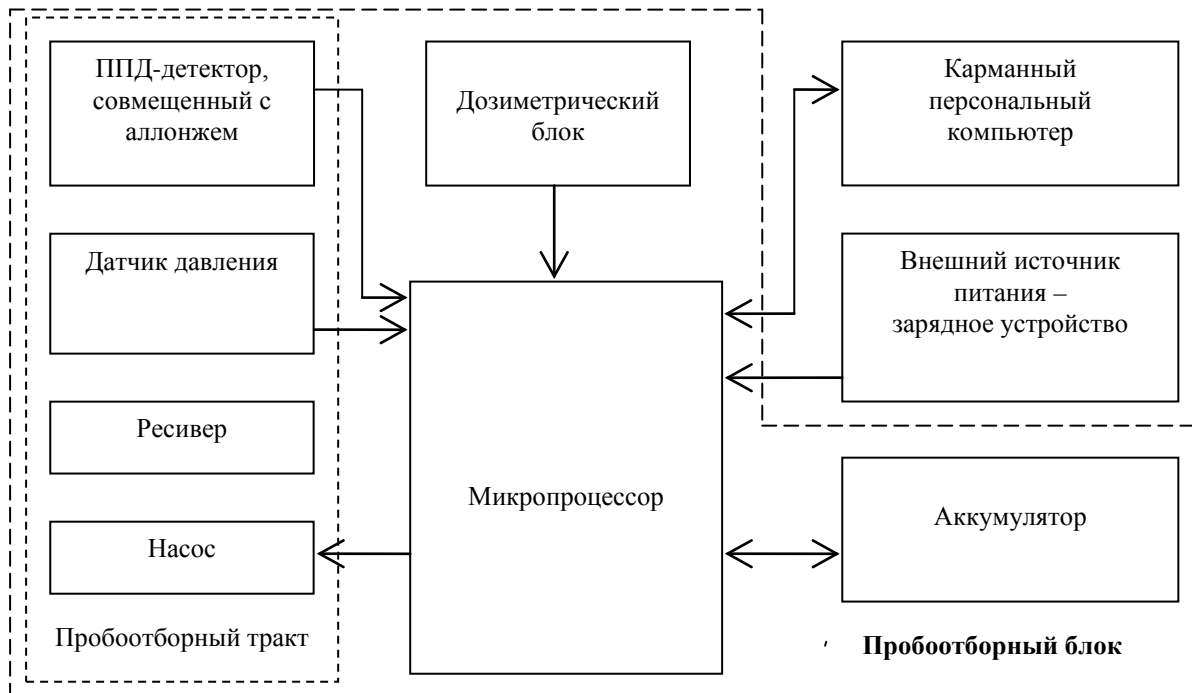 ППД-детектор,
совмещенный с
аллонжем
Дозиметрический
блок
Карманный
персональный
компьютер
Датчик давления
Внешний источник
питания –
зарядное устройство
Ресивер
Микропроцессор
Аккумулятор
Насос
Пробоотборный тракт
Пробоотборный блок